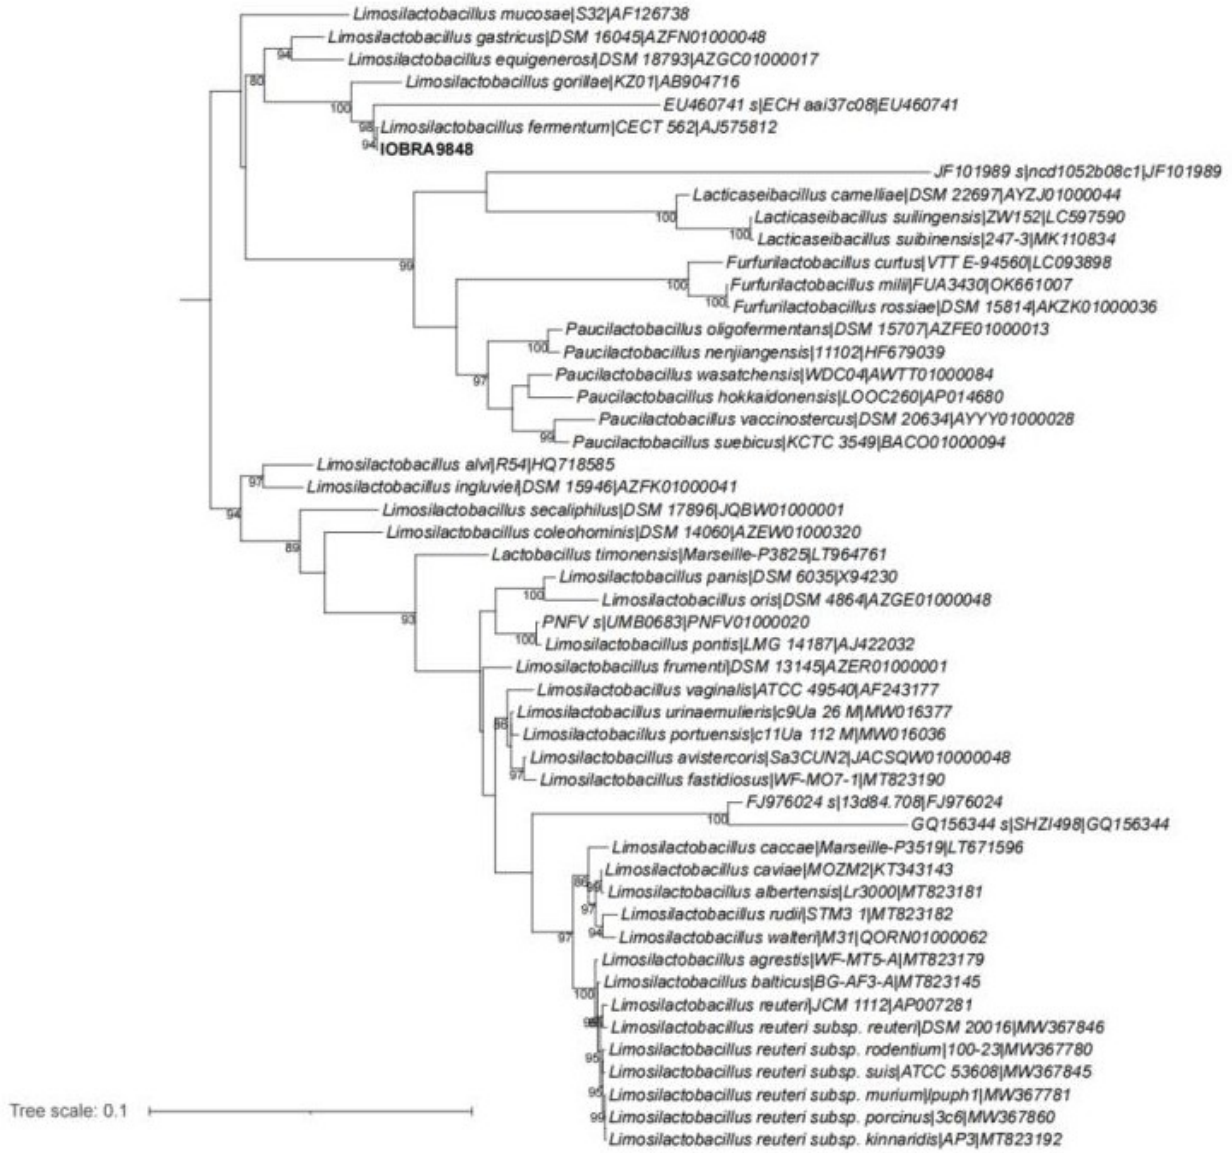 Limosilactobacillus mucosae|S32|AF126738
Limosilactobacillus gastricus|DSM 16045|AZFN01000048
94
Limosilactobacillus equigenerosi|DSM 18793|AZGC01000017
80
Limosilactobacillus gorillae|KZ01|AB904716
100
EU460741 s|ECH aai37c08|EU460741
98
Limosilactobacillus fermentum|CECT 562|AJ575812
94
IOBRA9848
JF101989 s|ncd1052b08c1|JF101989
Lacticaseibacillus camelliae|DSM 22697|AYZJ01000044
100
Lacticaseibacillus suilingensis|ZW152|LC597590
100
Lacticaseibacillus suibinensis|247-3|MK110834
99
Furfurilactobacillus curtus|VTT E-94560|LC093898
100
Furfurilactobacillus milii|FUA3430|OK661007
100
Furfurilactobacillus rossiae|DSM 15814|AKZK01000036
Paucilactobacillus oligofermentans|DSM 15707|AZFE01000013
100
Paucilactobacillus nenjiangensis|11102|HF679039
97
Paucilactobacillus wasatchensis|WDC04|AWTT01000084
Paucilactobacillus hokkaidonensis|LOOC260|AP014680
Paucilactobacillus vaccinostercus|DSM 20634|AYYY01000028
99
Paucilactobacillus suebicus|KCTC 3549|BACO01000094
Limosilactobacillus alvi|R54|HQ718585
97
Limosilactobacillus ingluviei|DSM 15946|AZFK01000041
94
Limosilactobacillus secaliphilus|DSM 17896|JQBW01000001
Limosilactobacillus coleohominis|DSM 14060|AZEW01000320
89
Lactobacillus timonensis|Marseille-P3825|LT964761
Limosilactobacillus panis|DSM 6035|X94230
100
Limosilactobacillus oris|DSM 4864|AZGE01000048
93
PNFV s|UMB0683|PNFV01000020
100
Limosilactobacillus pontis|LMG 14187|AJ422032
Limosilactobacillus frumenti|DSM 13145|AZER01000001
Limosilactobacillus vaginalis|ATCC 49540|AF243177
Limosilactobacillus urinaemulieris|c9Ua 26 M|MW016377
Limosilactobacillus portuensis|c11Ua 112 M|MW016036
Limosilactobacillus avistercoris|Sa3CUN2|JACSQW010000048
97
Limosilactobacillus fastidiosus|WF-MO7-1|MT823190
FJ976024 s|13d84.708|FJ976024
100
GQ156344 s|SHZI498|GQ156344
Limosilactobacillus caccae|Marseille-P3519|LT671596
Limosilactobacillus caviae|MOZM2|KT343143
86
Limosilactobacillus albertensis|Lr3000|MT823181
97
Limosilactobacillus rudii|STM3 1|MT823182
94
Limosilactobacillus walteri|M31|QORN01000062
97
Limosilactobacillus agrestis|WF-MT5-A|MT823179
Limosilactobacillus balticus|BG-AF3-A|MT823145
100
Limosilactobacillus reuteri|JCM 1112|AP007281
Limosilactobacillus reuteri subsp. reuteri|DSM 20016|MW367846
Limosilactobacillus reuteri subsp. rodentium|100-23|MW367780
95
Limosilactobacillus reuteri subsp. suis|ATCC 53608|MW367845
95
Limosilactobacillus reuteri subsp. murium|lpuph1|MW367781
99
Limosilactobacillus reuteri subsp. porcinus|3c6|MW367860
Limosilactobacillus reuteri subsp. kinnaridis|AP3|MT823192
Tree scale: 0.1